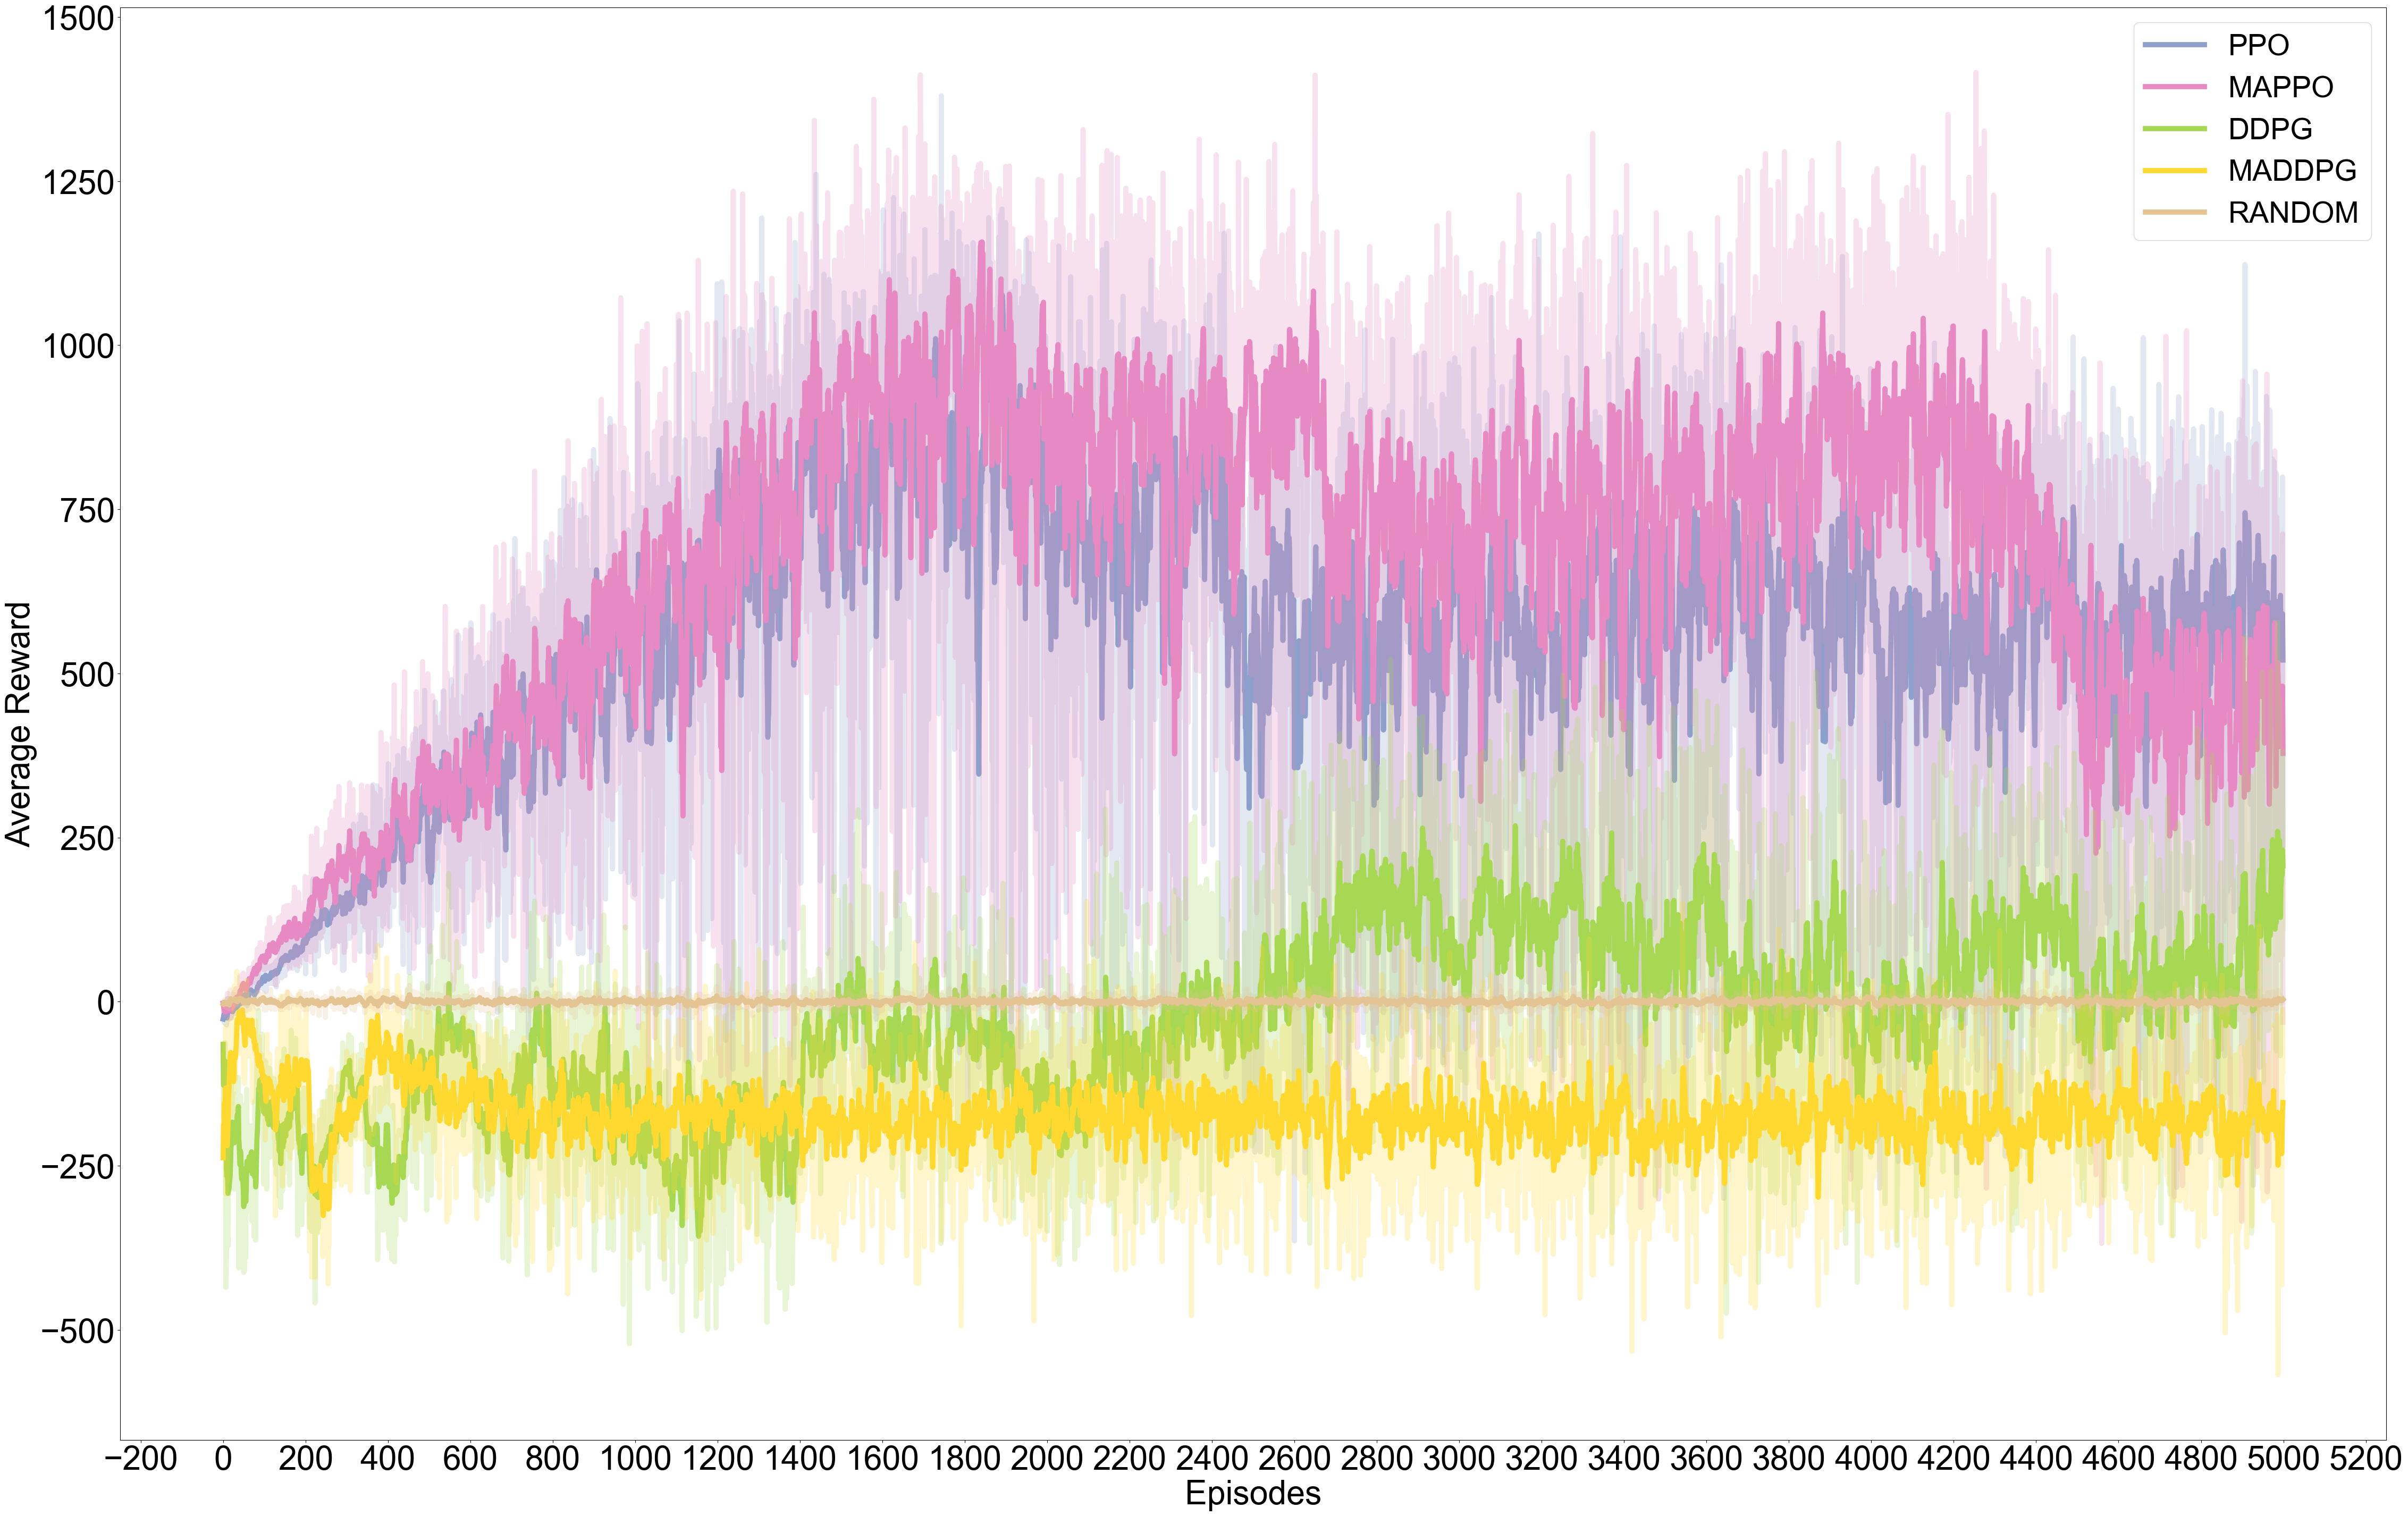 1500
1250
1000
750
500
250
0
−250
−500
Average Reward
PPO
MAPPO
DDPG
MADDPG
RANDOM
−200 0 200 400 600 800 1000 1200 1400 1600 1800 2000 2200 2400 2600 2800 3000 3200 3400 3600 3800 4000 4200 4400 4600 4800 5000 5200
Episodes